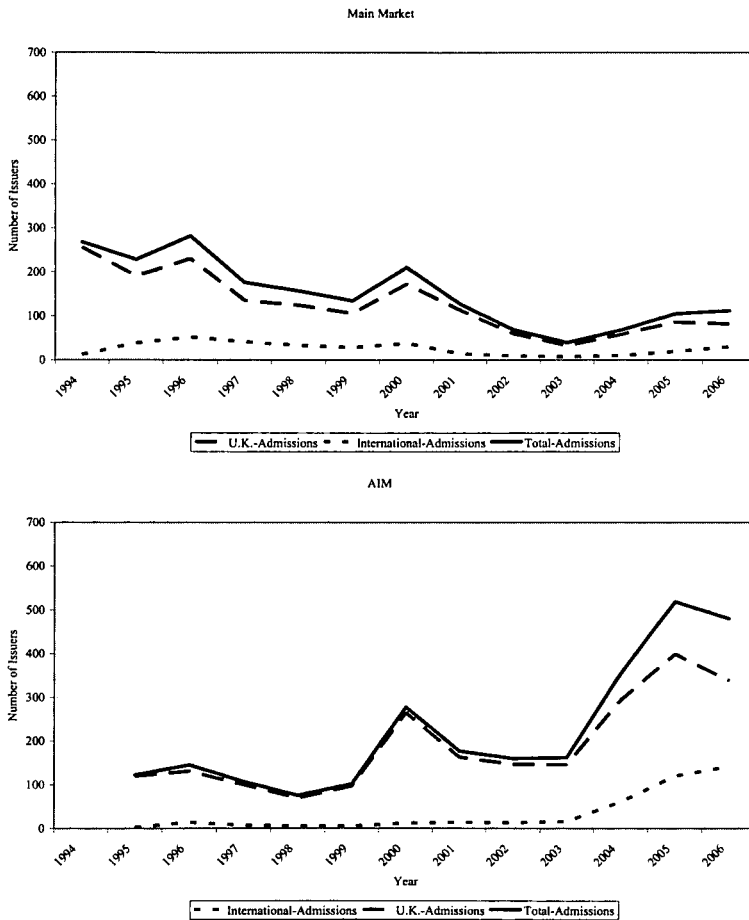 Main Market
700
600
500
400
300
200
100
0
Number of Issuers
1994 1995 1996 1997 1998 1999 2000 2001 2002 2003 2004 2005 2006
Year
U.K.-Admissions International-Admissions Total-Admissions
AIM
700
600
500
400
300
200
100
0
Number of Issuers
1994 1995 1996 1997 1998 1999 2000 2001 2002 2003 2004 2005 2006
Year
International-Admissions U.K.-Admissions Total-Admissions